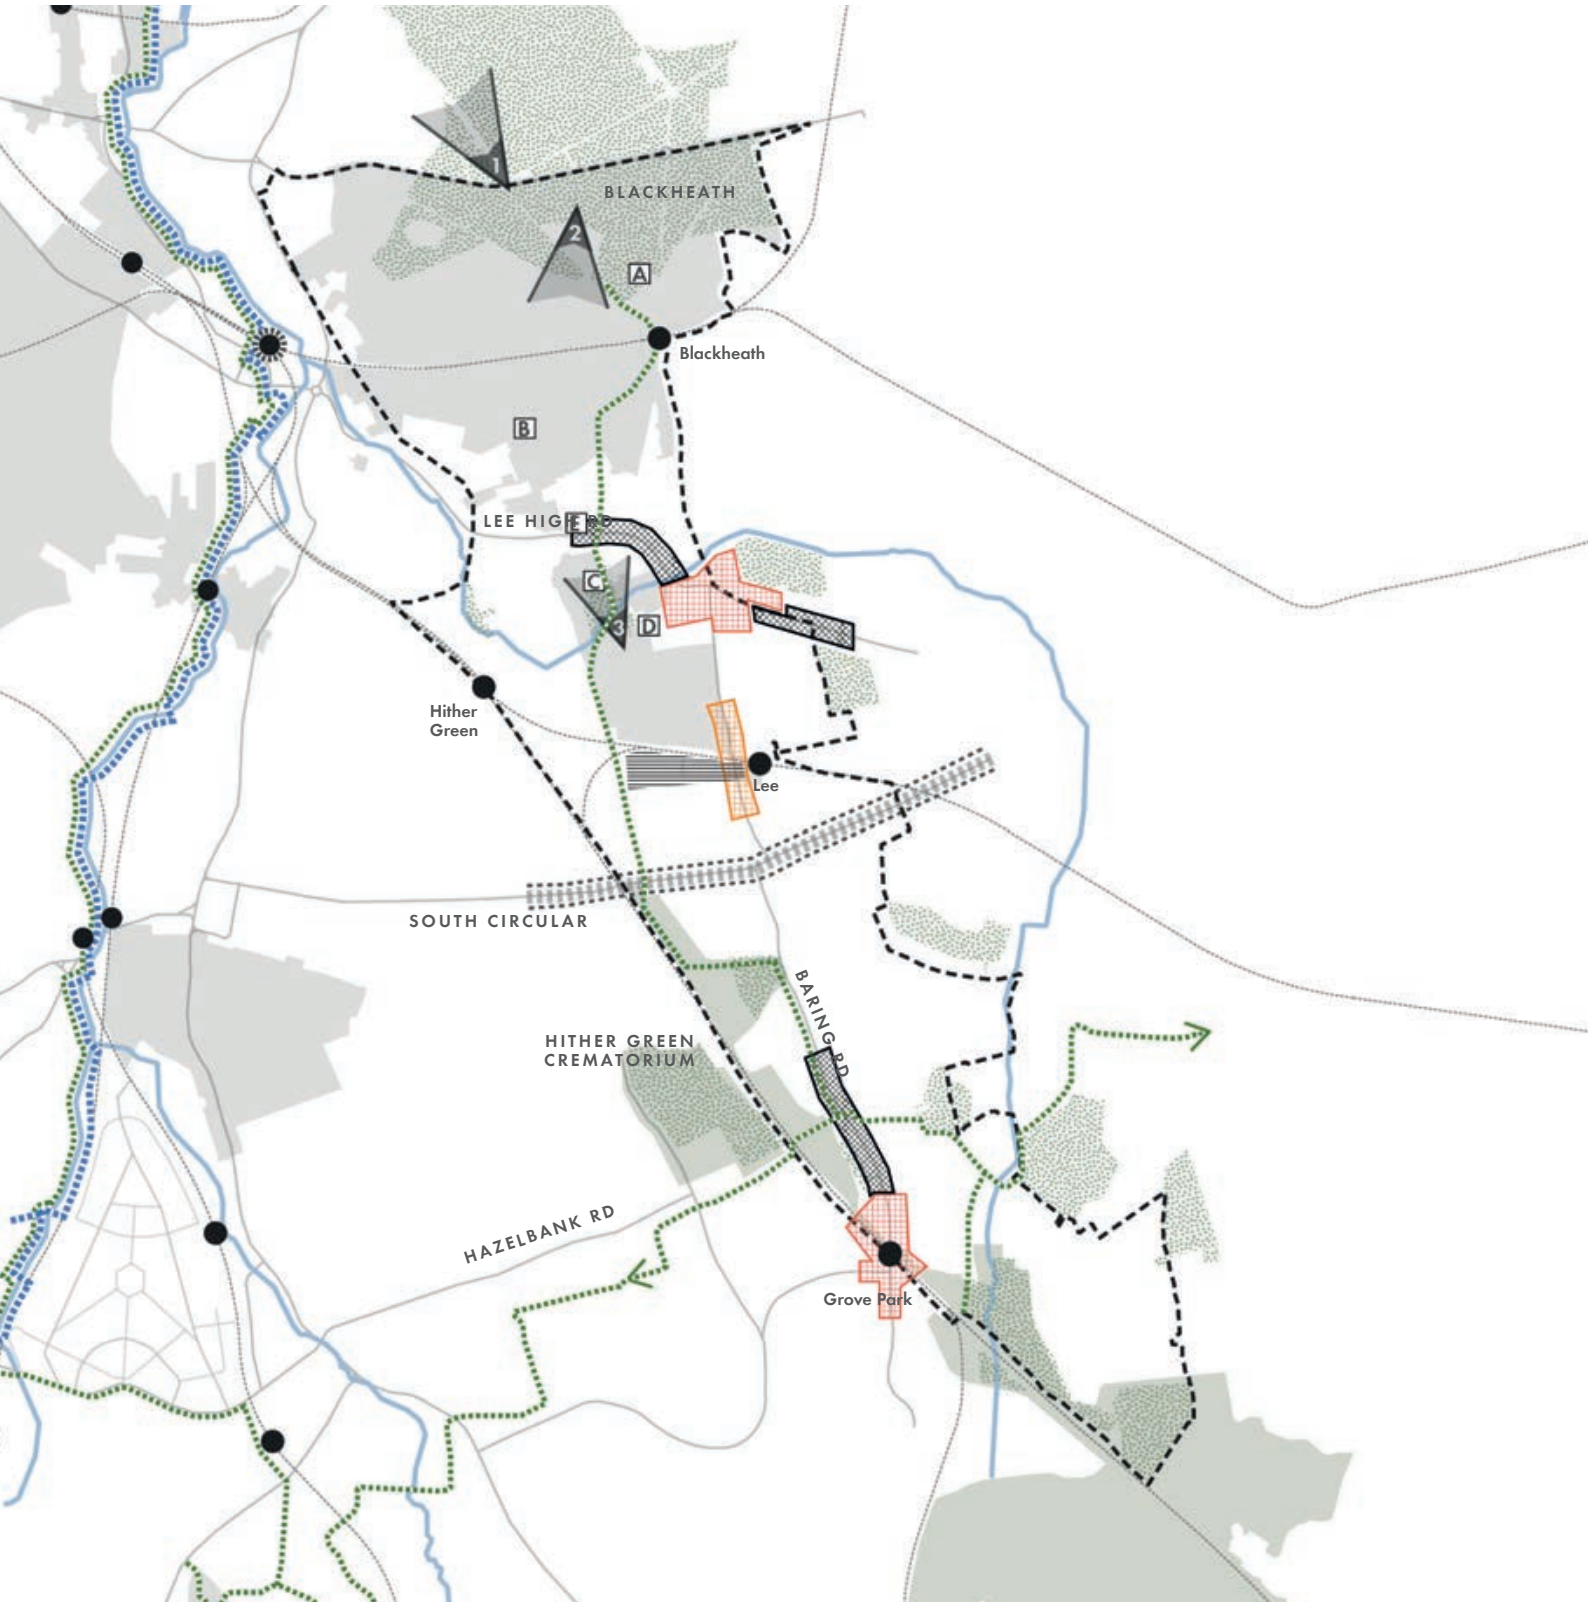 1
BLACKHEATH
2
A
Blackheath
B
LEE HIGH RD
E
C
3
D
Hither
Green
Lee
SOUTH CIRCULAR
BARING RD
HITHER GREEN
CREMATORIUM
HAZELBANK RD
Grove Park